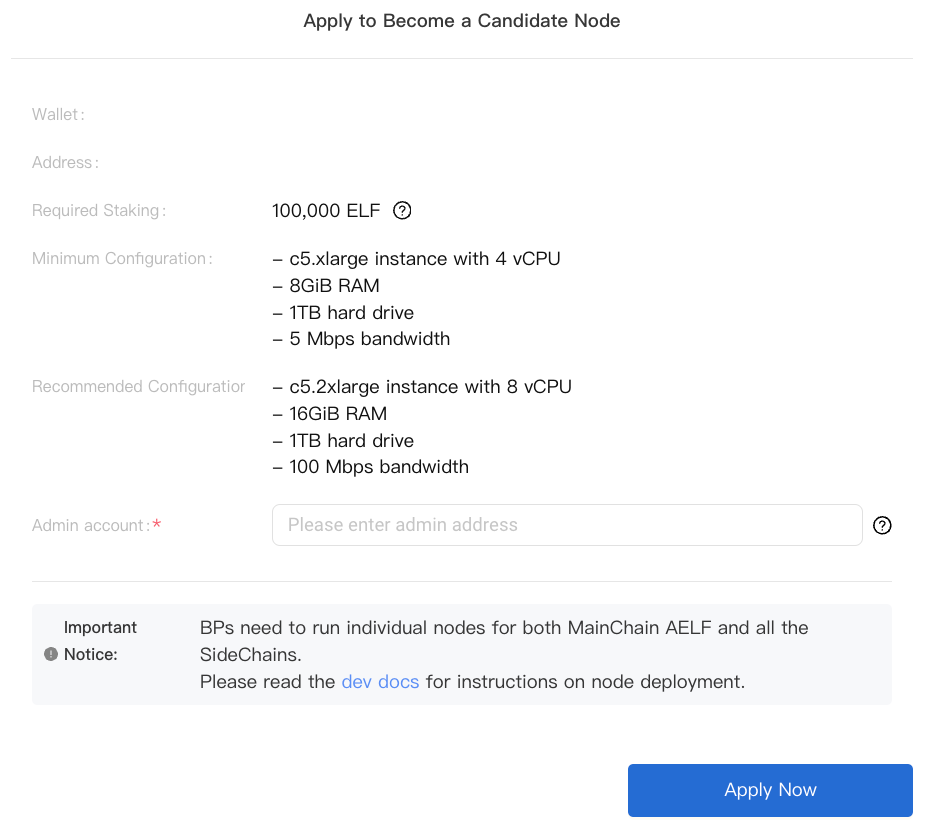 Apply to Become a Candidate Node
Wallet:
Address:
Required Staking: 100,000 ELF
Minimum Configuration: – c5.xlarge instance with 4 vCPU
– 8GiB RAM
– 1TB hard drive
– 5 Mbps bandwidth
Recommended Configuratior – c5.2xlarge instance with 8 vCPU
– 16GiB RAM
– 1TB hard drive
– 100 Mbps bandwidth
Admin account:* Please enter admin address
Important Notice:
BPs need to run individual nodes for both MainChain AELF and all the
SideChains.
Please read the dev docs for instructions on node deployment.
Apply Now